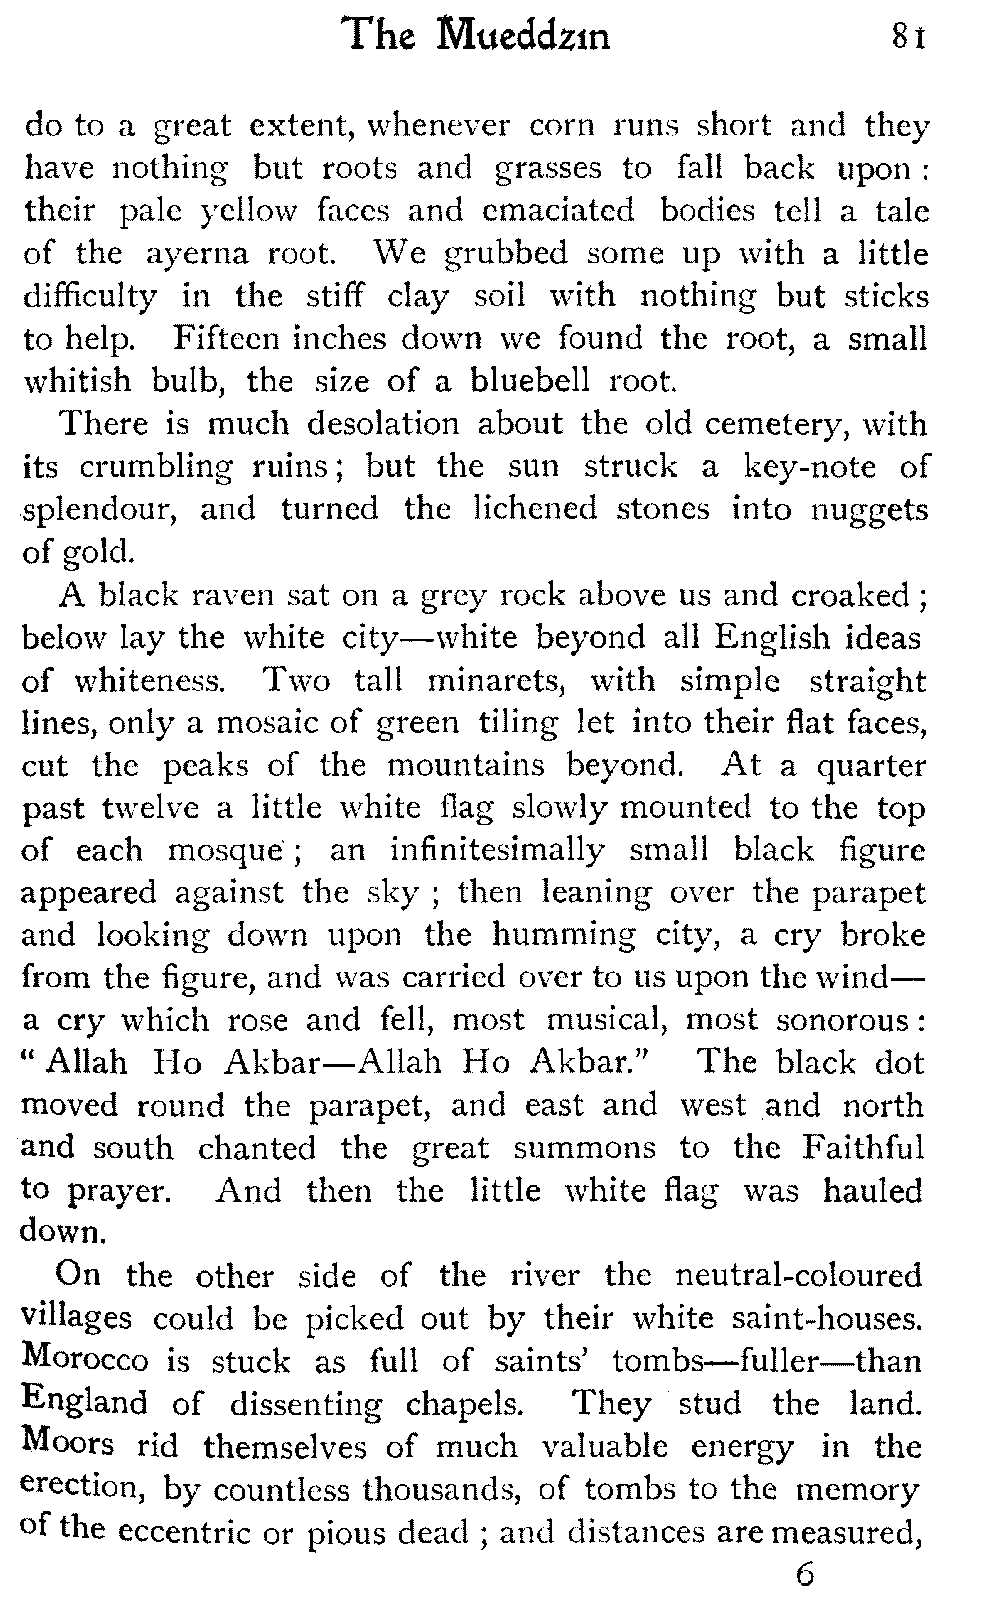 The Mueddzin 81
do to a great extent, whenever corn runs short and they
have nothing but roots and grasses to fall back upon :
their pale yellow faces and emaciated bodies tell a tale
of the ayerna root. We grubbed some up with a little
difficulty in the stiff clay soil with nothing but sticks
to help. Fifteen inches down we found the root, a small
whitish bulb, the size of a bluebell root.
There is much desolation about the old cemetery, with
its crumbling ruins; but the sun struck a key-note of
splendour, and turned the lichened stones into nuggets
of gold.
A black raven sat on a grey rock above us and croaked ;
below lay the white city—white beyond all English ideas
of whiteness. Two tall minarets, with simple straight
lines, only a mosaic of green tiling let into their flat faces,
cut the peaks of the mountains beyond. At a quarter
past twelve a little white flag slowly mounted to the top
of each mosque ; an infinitesimally small black figure
appeared against the sky ; then leaning over the parapet
and looking down upon the humming city, a cry broke
from the figure, and was carried over to us upon the wind—
a cry which rose and fell, most musical, most sonorous :
“ Allah Ho Akbar—Allah Ho Akbar.” The black dot
moved round the parapet, and east and west and north
and south chanted the great summons to the Faithful
to prayer. And then the little white flag was hauled
down.
On the other side of the river the neutral-coloured
villages could be picked out by their white saint-houses.
Morocco is stuck as full of saints’ tombs—fuller—than
England of dissenting chapels. They stud the land.
Moors rid themselves of much valuable energy in the
erection, by countless thousands, of tombs to the memory
of the eccentric or pious dead ; and distances are measured,
6